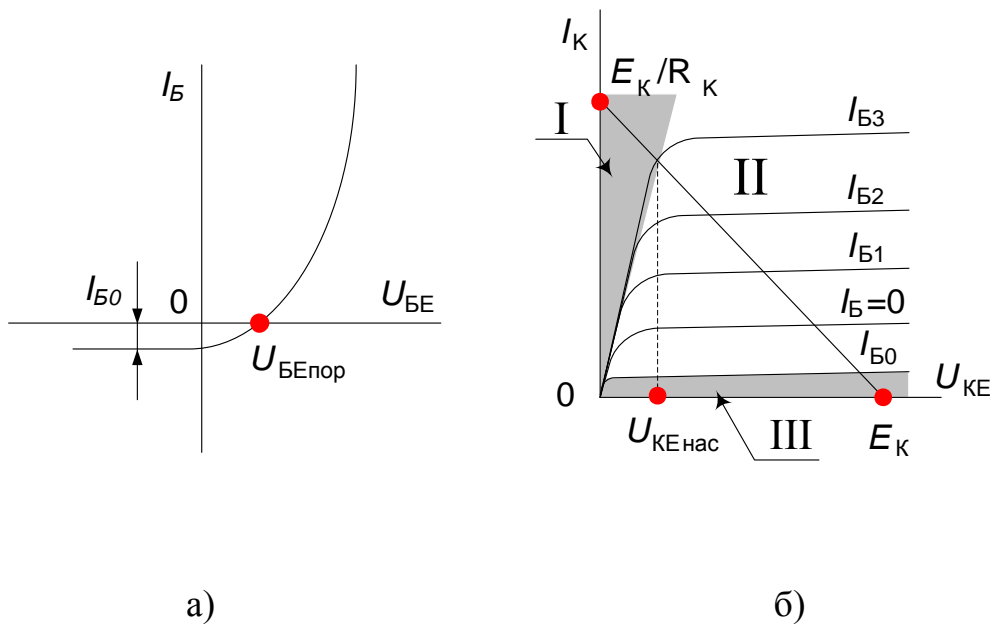 IБ
IБ0
0
UБЕ
UБЕпор
а)
IК
EК/RК
I
IБ3
II
IБ2
IБ1
IБ=0
IБ0
0
UКЕ
UКЕнас
III
EК
б)